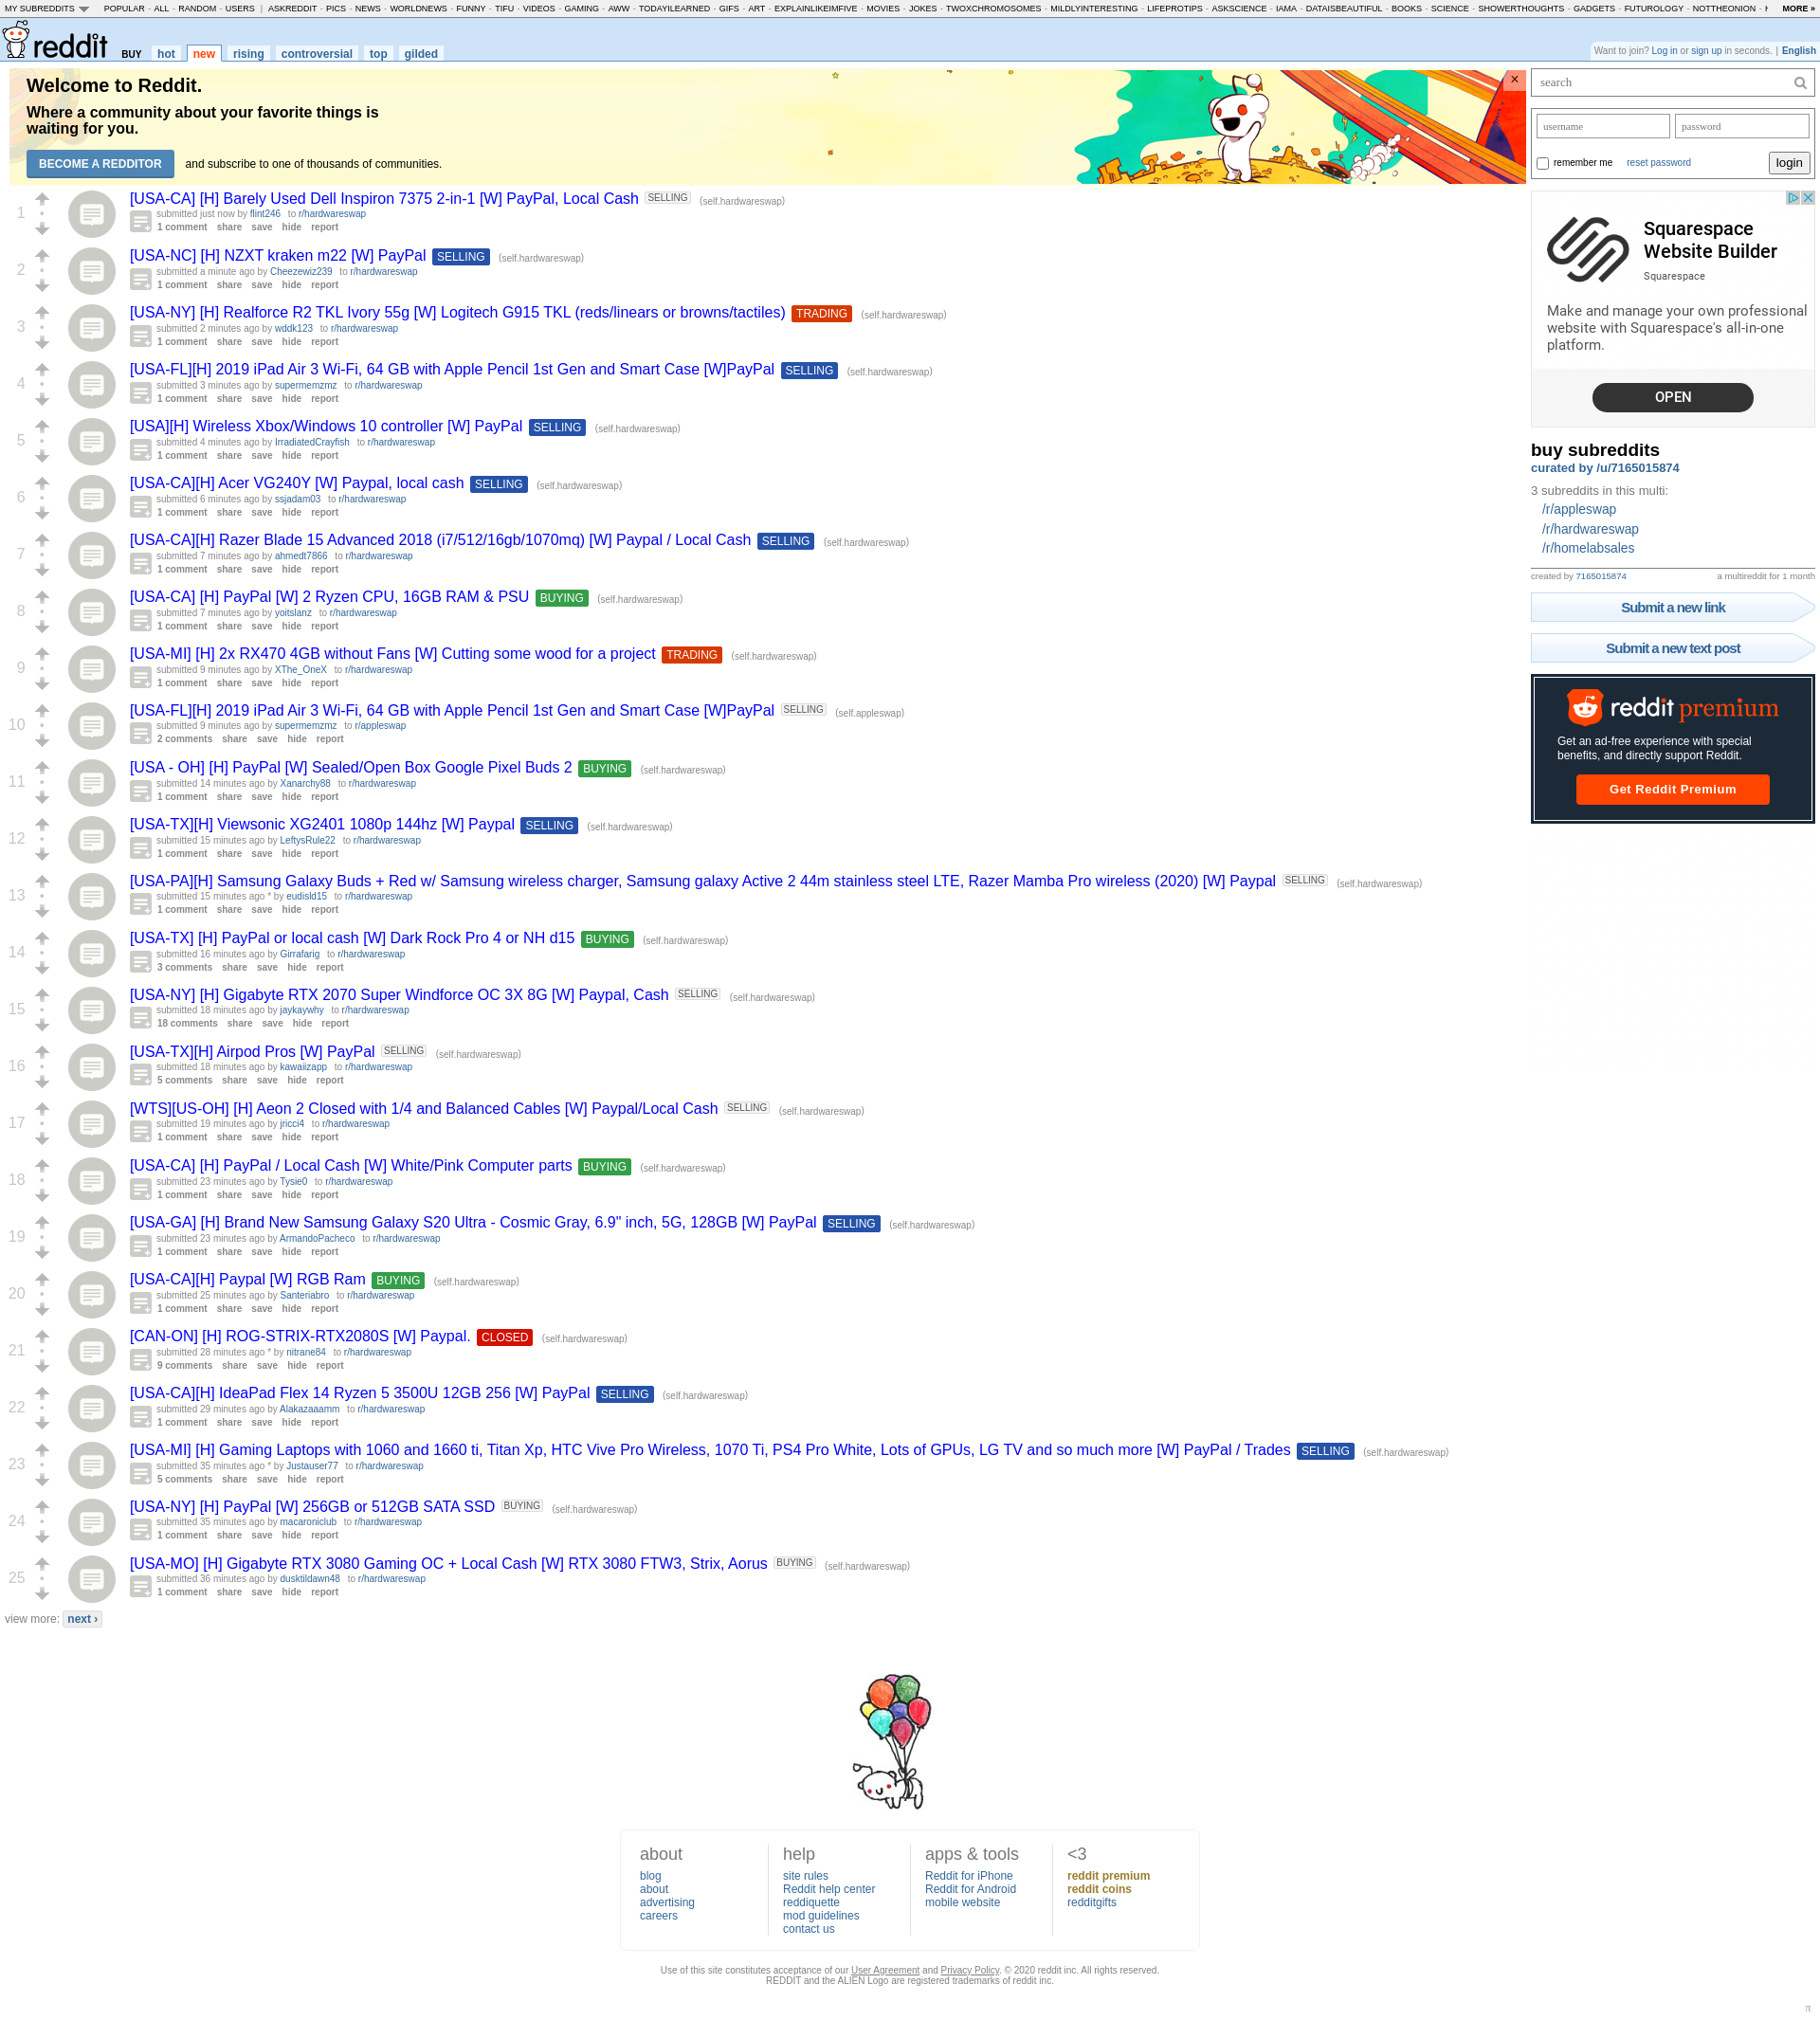 MY SUBREDDITS POPULAR - ALL - RANDOM - USERS | ASKREDDIT - PICS - NEWS - WORLDNEWS - FUNNY - TIFU - VIDEOS - GAMING - AWW - TODAYILEARNED - GIFS - ART - EXPLAINLIKEIMFIVE - MOVIES - JOKES - TWOXCHROMOSOMES - MILDLYINTERESTING - LIFEPROTIPS - ASKSCIENCE - IAMA - DATAISBEAUTIFUL - BOOKS - SCIENCE - SHOWERTHOUGHTS - GADGETS - FUTUROLOGY - NOTTHEONION - MORE »
reddit BUY hot new rising controversial top gilded
Want to join? Log in or sign up in seconds. | English
Welcome to Reddit.
Where a community about your favorite things is
waiting for you.
BECOME A REDDITOR and subscribe to one of thousands of communities.
×
1
[USA-CA] [H] Barely Used Dell Inspiron 7375 2-in-1 [W] PayPal, Local Cash SELLING (self.hardwareswap)
submitted just now by flint246 to r/hardwareswap
1 comment share save hide report
2
[USA-NC] [H] NZXT kraken m22 [W] PayPal SELLING (self.hardwareswap)
submitted a minute ago by Cheezewiz239 to r/hardwareswap
1 comment share save hide report
3
[USA-NY] [H] Realforce R2 TKL Ivory 55g [W] Logitech G915 TKL (reds/linears or browns/tactiles) TRADING (self.hardwareswap)
submitted 2 minutes ago by wddk123 to r/hardwareswap
1 comment share save hide report
4
[USA-FL][H] 2019 iPad Air 3 Wi-Fi, 64 GB with Apple Pencil 1st Gen and Smart Case [W]PayPal SELLING (self.hardwareswap)
submitted 3 minutes ago by supermemzmz to r/hardwareswap
1 comment share save hide report
5
[USA][H] Wireless Xbox/Windows 10 controller [W] PayPal SELLING (self.hardwareswap)
submitted 4 minutes ago by IrradiatedCrayfish to r/hardwareswap
1 comment share save hide report
6
[USA-CA][H] Acer VG240Y [W] Paypal, local cash SELLING (self.hardwareswap)
submitted 6 minutes ago by ssjadam03 to r/hardwareswap
1 comment share save hide report
7
[USA-CA][H] Razer Blade 15 Advanced 2018 (i7/512/16gb/1070mq) [W] Paypal / Local Cash SELLING (self.hardwareswap)
submitted 7 minutes ago by ahmedt7866 to r/hardwareswap
1 comment share save hide report
8
[USA-CA] [H] PayPal [W] 2 Ryzen CPU, 16GB RAM & PSU BUYING (self.hardwareswap)
submitted 7 minutes ago by yoitslanz to r/hardwareswap
1 comment share save hide report
9
[USA-MI] [H] 2x RX470 4GB without Fans [W] Cutting some wood for a project TRADING (self.hardwareswap)
submitted 9 minutes ago by XThe_OneX to r/hardwareswap
1 comment share save hide report
10
[USA-FL][H] 2019 iPad Air 3 Wi-Fi, 64 GB with Apple Pencil 1st Gen and Smart Case [W]PayPal SELLING (self.appleswap)
submitted 9 minutes ago by supermemzmz to r/appleswap
2 comments share save hide report
11
[USA - OH] [H] PayPal [W] Sealed/Open Box Google Pixel Buds 2 BUYING (self.hardwareswap)
submitted 14 minutes ago by Xanarchy88 to r/hardwareswap
1 comment share save hide report
12
[USA-TX][H] Viewsonic XG2401 1080p 144hz [W] Paypal SELLING (self.hardwareswap)
submitted 15 minutes ago by LeftysRule22 to r/hardwareswap
1 comment share save hide report
13
[USA-PA][H] Samsung Galaxy Buds + Red w/ Samsung wireless charger, Samsung galaxy Active 2 44m stainless steel LTE, Razer Mamba Pro wireless (2020) [W] Paypal SELLING (self.hardwareswap)
submitted 15 minutes ago * by eudisld15 to r/hardwareswap
1 comment share save hide report
14
[USA-TX] [H] PayPal or local cash [W] Dark Rock Pro 4 or NH d15 BUYING (self.hardwareswap)
submitted 16 minutes ago by Girrafarig to r/hardwareswap
3 comments share save hide report
15
[USA-NY] [H] Gigabyte RTX 2070 Super Windforce OC 3X 8G [W] Paypal, Cash SELLING (self.hardwareswap)
submitted 18 minutes ago by jaykaywhy to r/hardwareswap
18 comments share save hide report
16
[USA-TX][H] Airpod Pros [W] PayPal SELLING (self.hardwareswap)
submitted 18 minutes ago by kawaiizapp to r/hardwareswap
5 comments share save hide report
17
[WTS][US-OH] [H] Aeon 2 Closed with 1/4 and Balanced Cables [W] Paypal/Local Cash SELLING (self.hardwareswap)
submitted 19 minutes ago by jricci4 to r/hardwareswap
1 comment share save hide report
18
[USA-CA] [H] PayPal / Local Cash [W] White/Pink Computer parts BUYING (self.hardwareswap)
submitted 23 minutes ago by Tysie0 to r/hardwareswap
1 comment share save hide report
19
[USA-GA] [H] Brand New Samsung Galaxy S20 Ultra - Cosmic Gray, 6.9" inch, 5G, 128GB [W] PayPal SELLING (self.hardwareswap)
submitted 23 minutes ago by ArmandoPacheco to r/hardwareswap
1 comment share save hide report
20
[USA-CA][H] Paypal [W] RGB Ram BUYING (self.hardwareswap)
submitted 25 minutes ago by Santeriabro to r/hardwareswap
1 comment share save hide report
21
[CAN-ON] [H] ROG-STRIX-RTX2080S [W] Paypal. CLOSED (self.hardwareswap)
submitted 28 minutes ago * by nitrane84 to r/hardwareswap
9 comments share save hide report
22
[USA-CA][H] IdeaPad Flex 14 Ryzen 5 3500U 12GB 256 [W] PayPal SELLING (self.hardwareswap)
submitted 29 minutes ago by Alakazaaamm to r/hardwareswap
1 comment share save hide report
23
[USA-MI] [H] Gaming Laptops with 1060 and 1660 ti, Titan Xp, HTC Vive Pro Wireless, 1070 Ti, PS4 Pro White, Lots of GPUs, LG TV and so much more [W] PayPal / Trades SELLING (self.hardwareswap)
submitted 35 minutes ago * by Justauser77 to r/hardwareswap
5 comments share save hide report
24
[USA-NY] [H] PayPal [W] 256GB or 512GB SATA SSD BUYING (self.hardwareswap)
submitted 35 minutes ago by macaroniclub to r/hardwareswap
1 comment share save hide report
25
[USA-MO] [H] Gigabyte RTX 3080 Gaming OC + Local Cash [W] RTX 3080 FTW3, Strix, Aorus BUYING (self.hardwareswap)
submitted 36 minutes ago by dusktildawn48 to r/hardwareswap
1 comment share save hide report
view more: next ›
search
username password
remember me reset password login
Squarespace
Website Builder
Squarespace
Make and manage your own professional
website with Squarespace's all-in-one
platform.
OPEN
buy subreddits
curated by /u/7165015874
3 subreddits in this multi:
/r/appleswap
/r/hardwareswap
/r/homelabsales
created by 7165015874 a multireddit for 1 month
Submit a new link
Submit a new text post
reddit premium
Get an ad-free experience with special
benefits, and directly support Reddit.
Get Reddit Premium
about
blog
about
advertising
careers
help
site rules
Reddit help center
reddiquette
mod guidelines
contact us
apps & tools
Reddit for iPhone
Reddit for Android
mobile website
<3
reddit premium
reddit coins
redditgifts
Use of this site constitutes acceptance of our User Agreement and Privacy Policy. © 2020 reddit inc. All rights reserved.
REDDIT and the ALIEN Logo are registered trademarks of reddit inc.
π